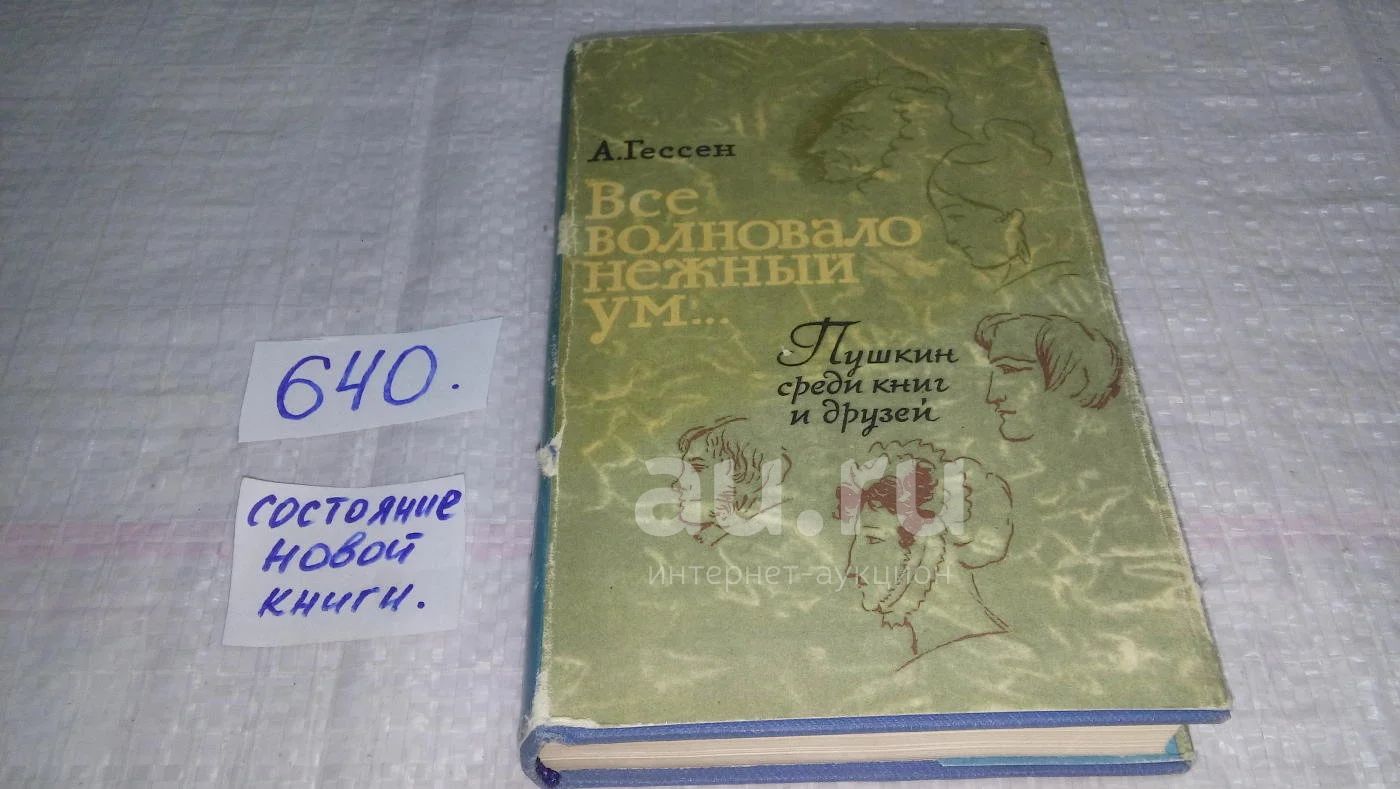 А.Гессен
Все
волновало
нежный
ум...
Пушкин
среди книг
и друзей
640.
состояние
новой
книги.
au.ru
интернет-аукцион